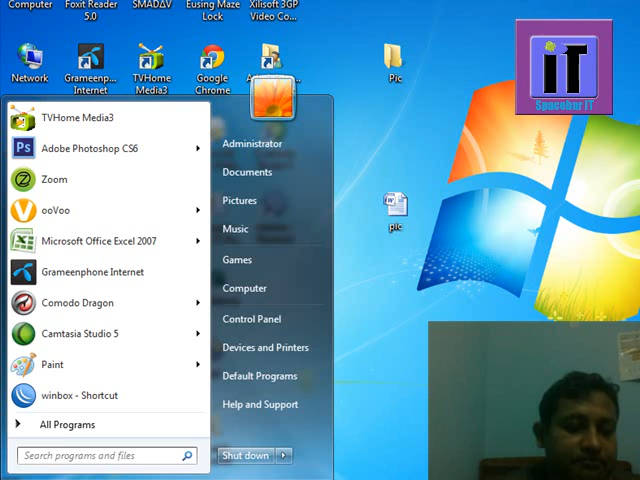 Computer
Foxit Reader
5.0
SMADΔV
Eusing Maze
Lock
Xilisoft 3GP
Video Co...
Network
Grameenp...
Internet
TVHome
Media3
Google
Chrome
Pic
iT
Spacebar IT
pic
TVHome Media3
Adobe Photoshop CS6
Zoom
ooVoo
Microsoft Office Excel 2007
Grameenphone Internet
Comodo Dragon
Camtasia Studio 5
Paint
winbox - Shortcut
All Programs
Search programs and files
Administrator
Documents
Pictures
Music
Games
Computer
Control Panel
Devices and Printers
Default Programs
Help and Support
Shut down